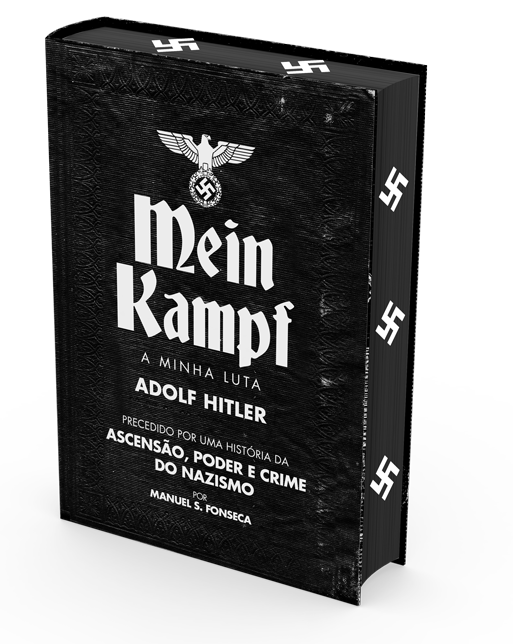 Mein
Kampf
A MINHA LUTA
ADOLF HITLER
PRECEDIDO POR UMA HISTÓRIA DA
ASCENSÃO, PODER E CRIME
DO NAZISMO
POR
MANUEL S. FONSECA